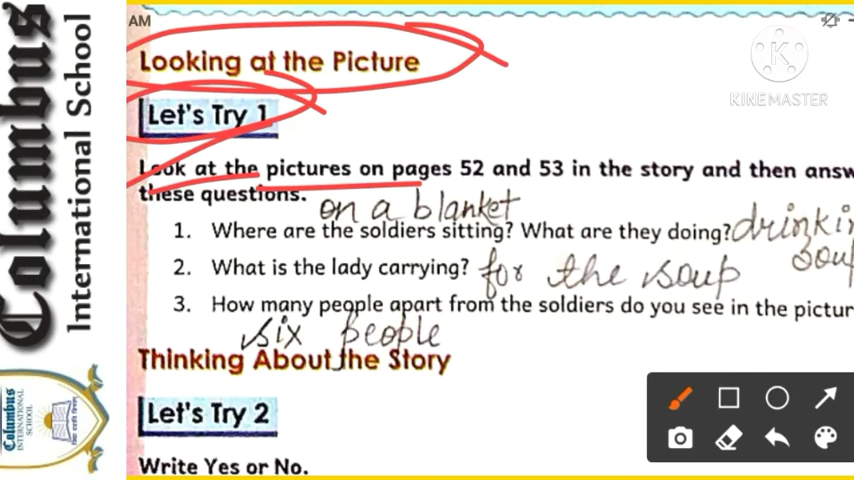 Columbus
International School
AM
KINEMASTER
Looking at the Picture
Let's Try 1
Look at the pictures on pages 52 and 53 in the story and then answ
these questions.
on a blanket
1. Where are the soldiers sitting? What are they doing? drinkin
soup
2. What is the lady carrying? for the soup
3. How many people apart from the soldiers do you see in the pictur
six people
Thinking About the Story
Let's Try 2
Write Yes or No.
Columbus
INTERNATIONAL
SCHOOL